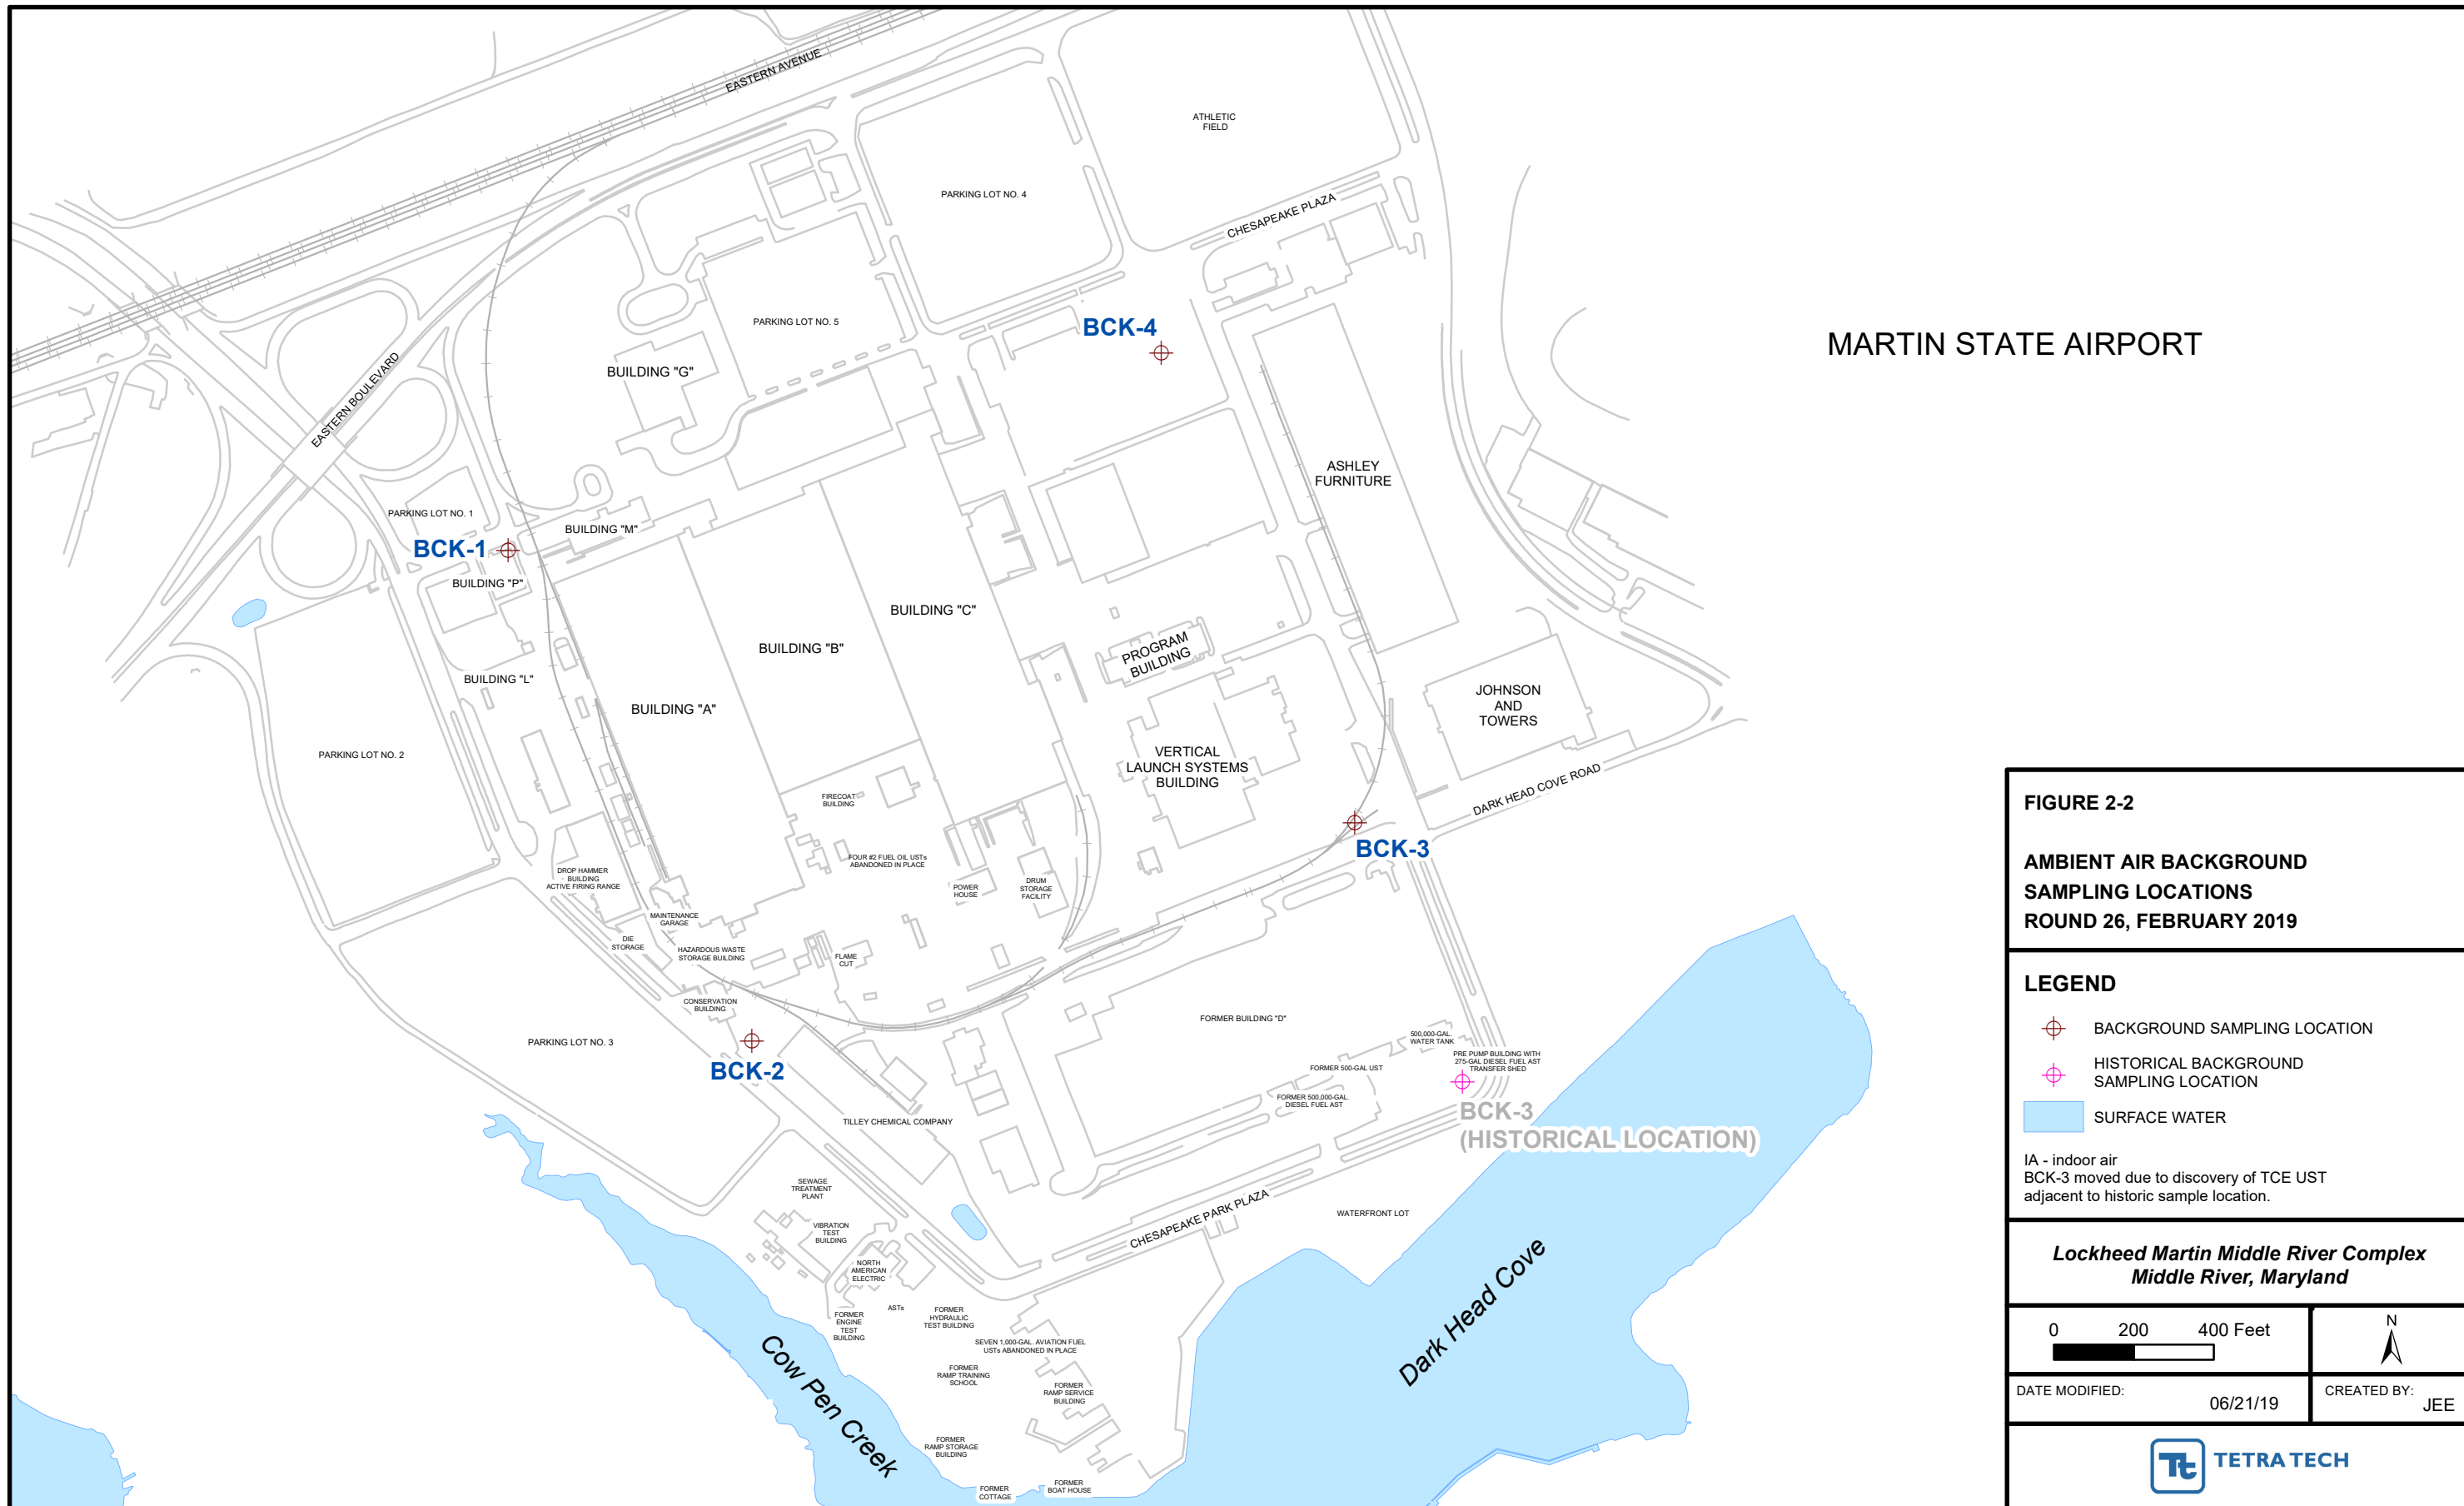 EASTERN AVENUE
ATHLETIC
FIELD
PARKING LOT NO. 4
CHESAPEAKE PLAZA
PARKING LOT NO. 5
BCK-4
MARTIN STATE AIRPORT
BUILDING "G"
EASTERN BOULEVARD
ASHLEY
FURNITURE
PARKING LOT NO. 1
BUILDING "M"
BCK-1
BUILDING "P"
BUILDING "C"
BUILDING "B"
PROGRAM
BUILDING
BUILDING "L"
BUILDING "A"
JOHNSON
AND
TOWERS
PARKING LOT NO. 2
VERTICAL
LAUNCH SYSTEMS
BUILDING
DARK HEAD COVE ROAD
FIRECOAT
BUILDING
BCK-3
FOUR #2 FUEL OIL USTs
ABANDONED IN PLACE
DROP HAMMER
BUILDING
ACTIVE FIRING RANGE
POWER
HOUSE
DRUM
STORAGE
FACILITY
MAINTENANCE
GARAGE
DIE
STORAGE
HAZARDOUS WASTE
STORAGE BUILDING
FLAME
CUT
CONSERVATION
BUILDING
FORMER BUILDING "D"
PARKING LOT NO. 3
BCK-2
500,000-GAL.
WATER TANK
PRE PUMP BUILDING WITH
275-GAL DIESEL FUEL AST
TRANSFER SHED
FORMER 500-GAL UST
FORMER 500,000-GAL.
DIESEL FUEL AST
BCK-3
(HISTORICAL LOCATION)
TILLEY CHEMICAL COMPANY
SEWAGE
TREATMENT
PLANT
CHESAPEAKE PARK PLAZA
WATERFRONT LOT
VIBRATION
TEST
BUILDING
NORTH
AMERICAN
ELECTRIC
ASTs
FORMER
ENGINE
TEST
BUILDING
FORMER
HYDRAULIC
TEST BUILDING
SEVEN 1,000-GAL. AVIATION FUEL
USTs ABANDONED IN PLACE
FORMER
RAMP TRAINING
SCHOOL
FORMER
RAMP SERVICE
BUILDING
FORMER
RAMP STORAGE
BUILDING
FORMER
COTTAGE
FORMER
BOAT HOUSE
Cow Pen Creek
Dark Head Cove
FIGURE 2-2
AMBIENT AIR BACKGROUND
SAMPLING LOCATIONS
ROUND 26, FEBRUARY 2019
LEGEND
BACKGROUND SAMPLING LOCATION
HISTORICAL BACKGROUND
SAMPLING LOCATION
SURFACE WATER
IA - indoor air
BCK-3 moved due to discovery of TCE UST
adjacent to historic sample location.
Lockheed Martin Middle River Complex
Middle River, Maryland
0 200 400 Feet
N
DATE MODIFIED: 06/21/19
CREATED BY: JEE
Tt TETRA TECH